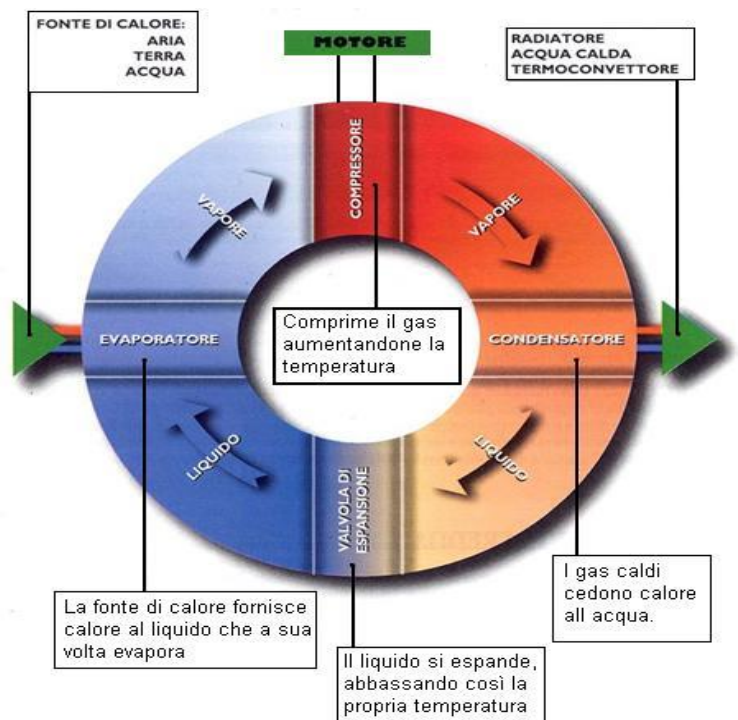 FONTE DI CALORE:
ARIA
TERRA
ACQUA
MOTORE
RADIATORE
ACQUA CALDA
TERMOCONVETTORE
COMPRESSORE
VAPORE
VAPORE
Comprime il gas
aumentandone la
temperatura
EVAPORATORE
CONDENSATORE
LIQUIDO
LIQUIDO
VALVOLA DI
ESPANSIONE
La fonte di calore fornisce
calore al liquido che a sua
volta evapora
I gas caldi
cedono calore
all acqua.
Il liquido si espande,
abbassando così la
propria temperatura